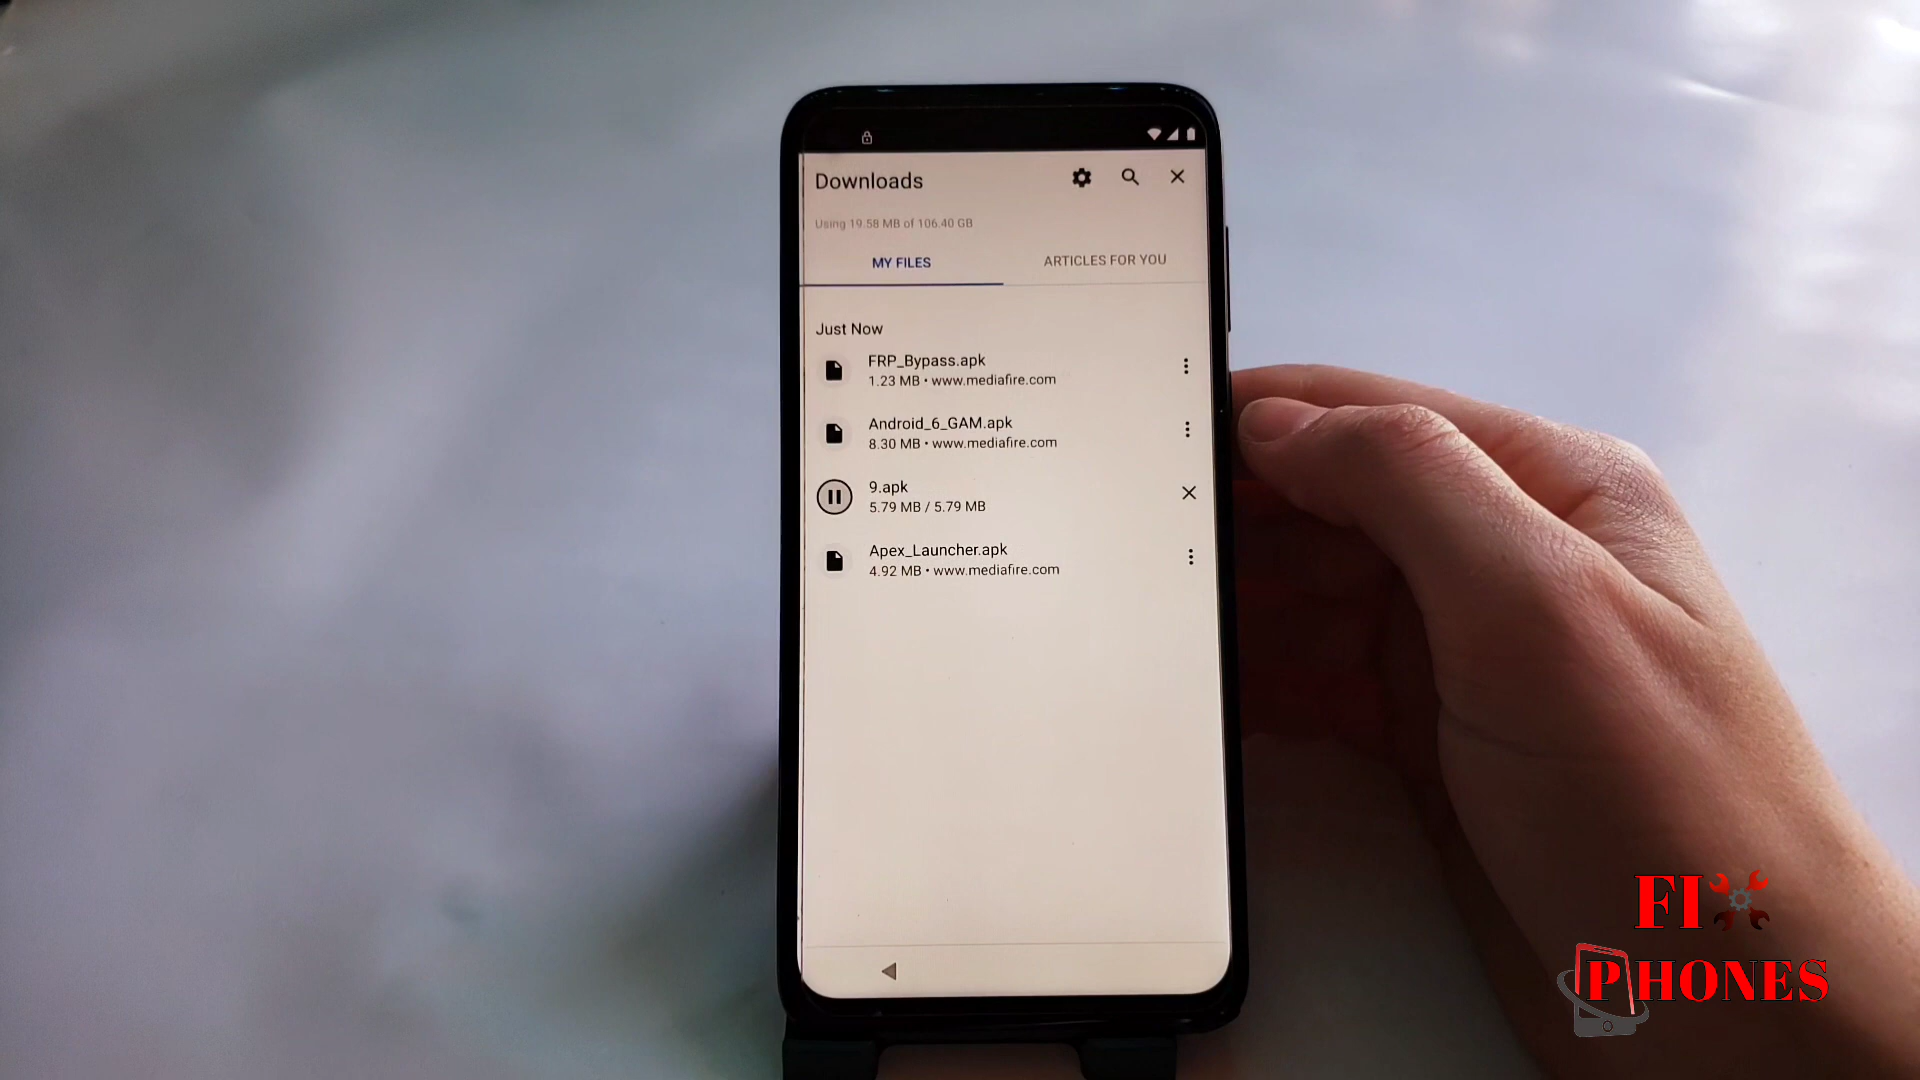 Downloads
Using 19.58 MB of 106.40 GB
MY FILES
ARTICLES FOR YOU
Just Now
FRP_Bypass.apk
1.23 MB • www.mediafire.com
Android_6_GAM.apk
8.30 MB • www.mediafire.com
9.apk
5.79 MB / 5.79 MB
Apex_Launcher.apk
4.92 MB • www.mediafire.com
FIX
PHONES